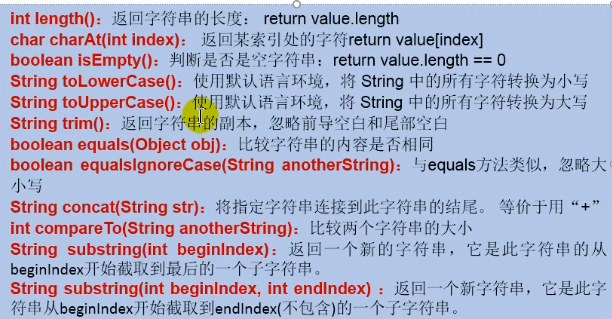 int length()：返回字符串的长度： return value.length
char charAt(int index)： 返回某索引处的字符return value[index]
boolean isEmpty()：判断是否是空字符串：return value.length == 0
String toLowerCase()：使用默认语言环境，将 String 中的所有字符转换为小写
String toUpperCase()：使用默认语言环境，将 String 中的所有字符转换为大写
String trim()：返回字符串的副本，忽略前导空白和尾部空白
boolean equals(Object obj)：比较字符串的内容是否相同
boolean equalsIgnoreCase(String anotherString)：与equals方法类似，忽略大
小写
String concat(String str)：将指定字符串连接到此字符串的结尾。 等价于用“+”
int compareTo(String anotherString)：比较两个字符串的大小
String substring(int beginIndex)：返回一个新的字符串，它是此字符串的从
beginIndex开始截取到最后的一个子字符串。
String substring(int beginIndex, int endIndex) ：返回一个新字符串，它是此字
符串从beginIndex开始截取到endIndex(不包含)的一个子字符串。